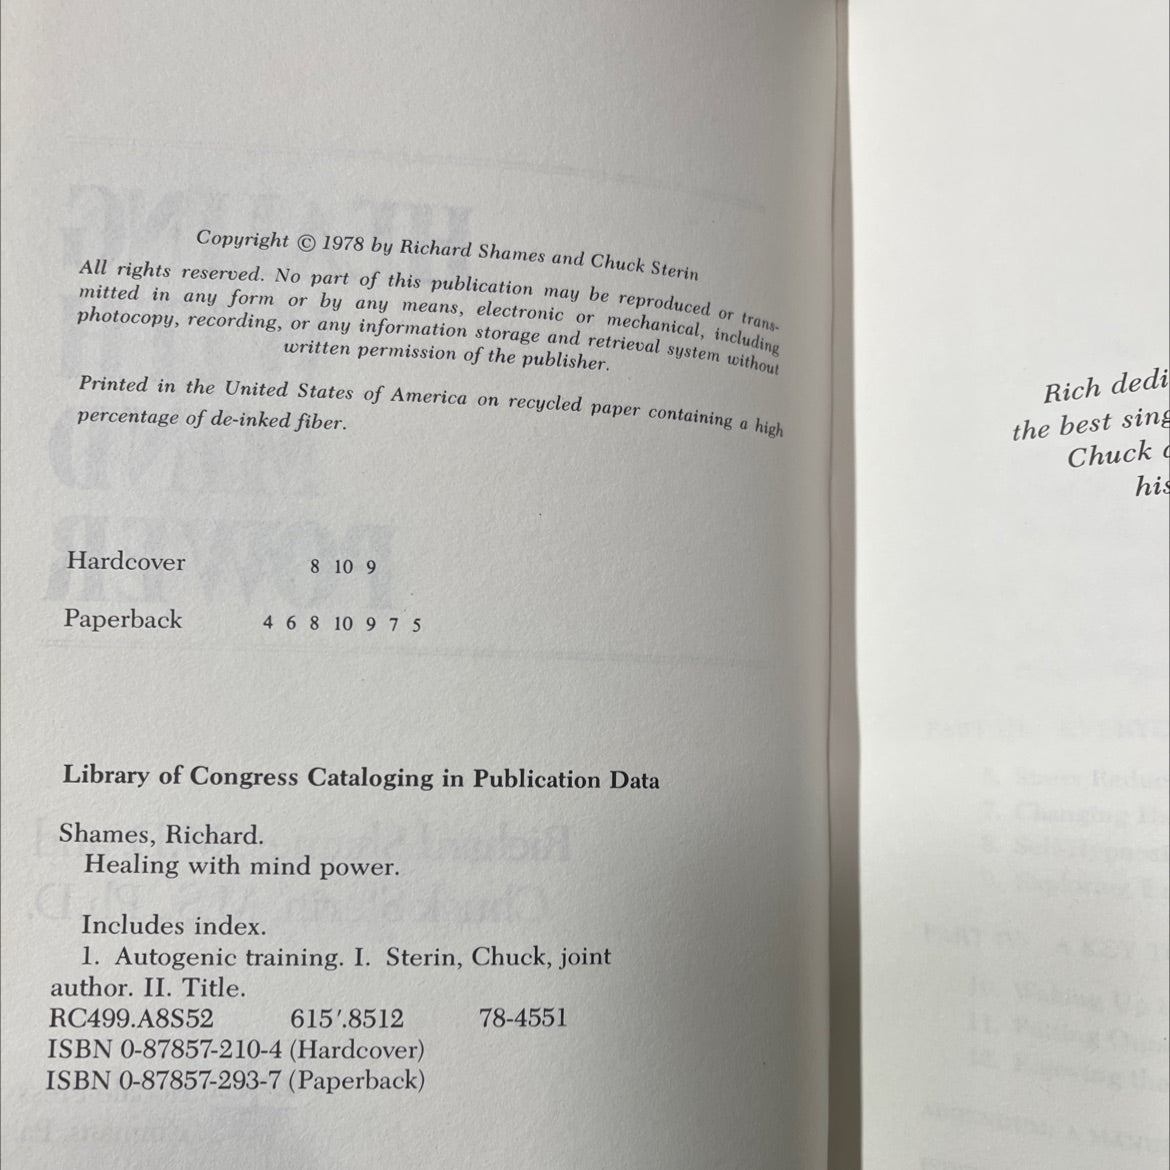 Copyright © 1978 by Richard Shames and Chuck Sterin
All rights reserved. No part of this publication may be reproduced or trans-
mitted in any form or by any means, electronic or mechanical, including
photocopy, recording, or any information storage and retrieval system without
written permission of the publisher.
Printed in the United States of America on recycled paper containing a high
percentage of de-inked fiber.
Hardcover 8 10 9
Paperback 4 6 8 10 9 7 5
Library of Congress Cataloging in Publication Data
Shames, Richard.
Healing with mind power.
Includes index.
1. Autogenic training. I. Sterin, Chuck, joint
author. II. Title.
RC499.A8S52 615′.8512 78-4551
ISBN 0-87857-210-4 (Hardcover)
ISBN 0-87857-293-7 (Paperback)
Rich dedi
the best sing
Chuck
his